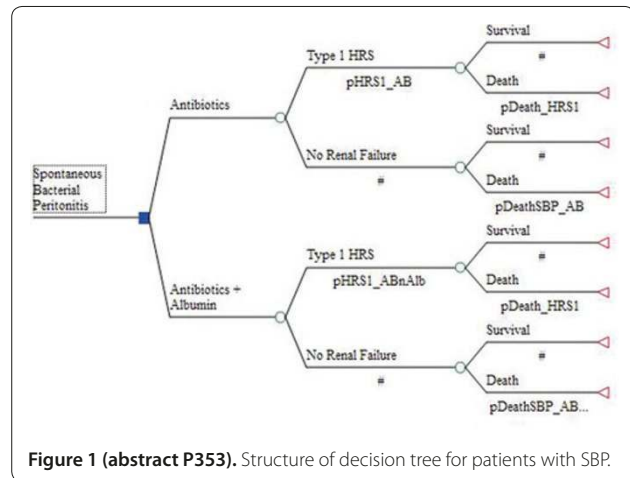 Survival
#
Type 1 HRS
pHRS1_AB
Death
pDeath_HRS1
Antibiotics
Survival
#
No Renal Failure
#
Death
pDeathSBP_AB
Spontaneous
Bacterial
Peritonitis
Survival
#
Type 1 HRS
pHRS1_ABnAlb
Death
pDeath_HRS1
Antibiotics +
Albumin
Survival
#
No Renal Failure
#
Death
pDeathSBP_AB...
Figure 1 (abstract P353). Structure of decision tree for patients with SBP.